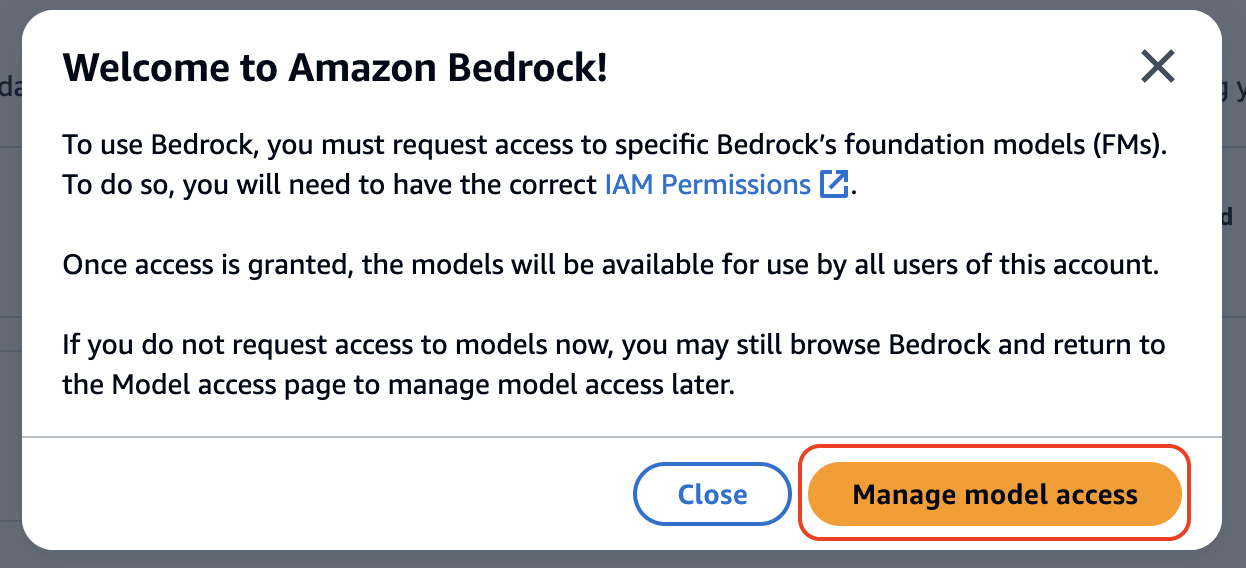 Welcome to Amazon Bedrock!
To use Bedrock, you must request access to specific Bedrock’s foundation models (FMs).
To do so, you will need to have the correct IAM Permissions.
Once access is granted, the models will be available for use by all users of this account.
If you do not request access to models now, you may still browse Bedrock and return to
the Model access page to manage model access later.
Close
Manage model access